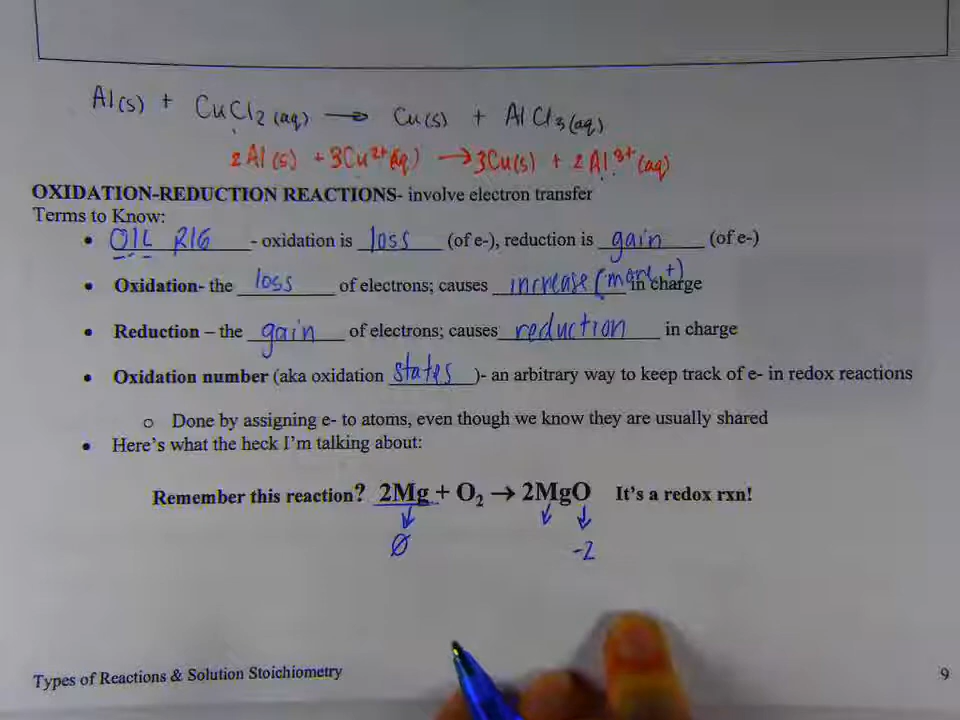 Al(s) + CuCl2(aq) → Cu(s) + AlCl3(aq)
2Al(s) + 3Cu2+(aq) → 3Cu(s) + 2Al3+(aq)
OXIDATION-REDUCTION REACTIONS- involve electron transfer
Terms to Know:
• OIL RIG - oxidation is loss (of e-), reduction is gain (of e-)
• Oxidation- the loss of electrons; causes increase (more +) in charge
• Reduction – the gain of electrons; causes reduction in charge
• Oxidation number (aka oxidation states)- an arbitrary way to keep track of e- in redox reactions
o Done by assigning e- to atoms, even though we know they are usually shared
• Here's what the heck I'm talking about:
Remember this reaction? 2Mg + O2 → 2MgO It's a redox rxn!
0 -2
Types of Reactions & Solution Stoichiometry 9